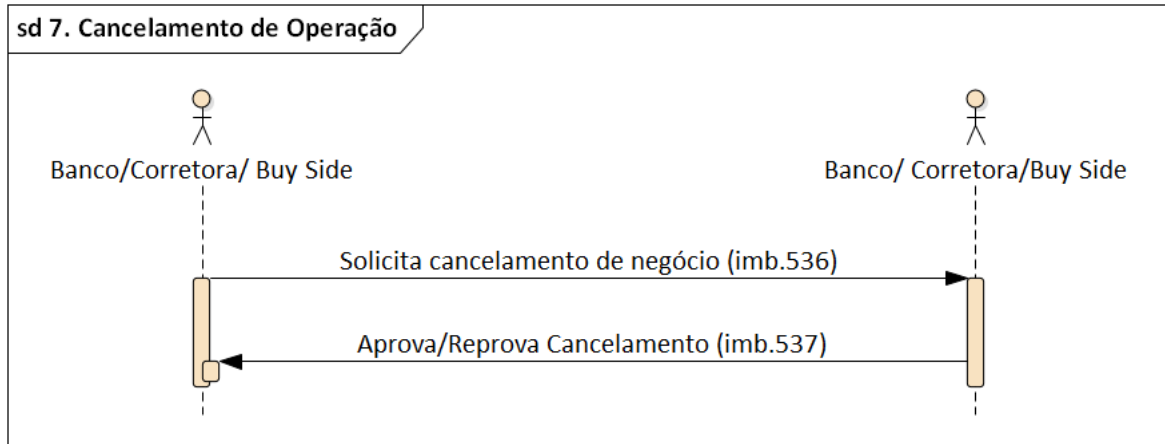 sd 7. Cancelamento de Operação
Banco/Corretora/ Buy Side
Banco/ Corretora/Buy Side
Solicita cancelamento de negócio (imb.536)
Aprova/Reprova Cancelamento (imb.537)